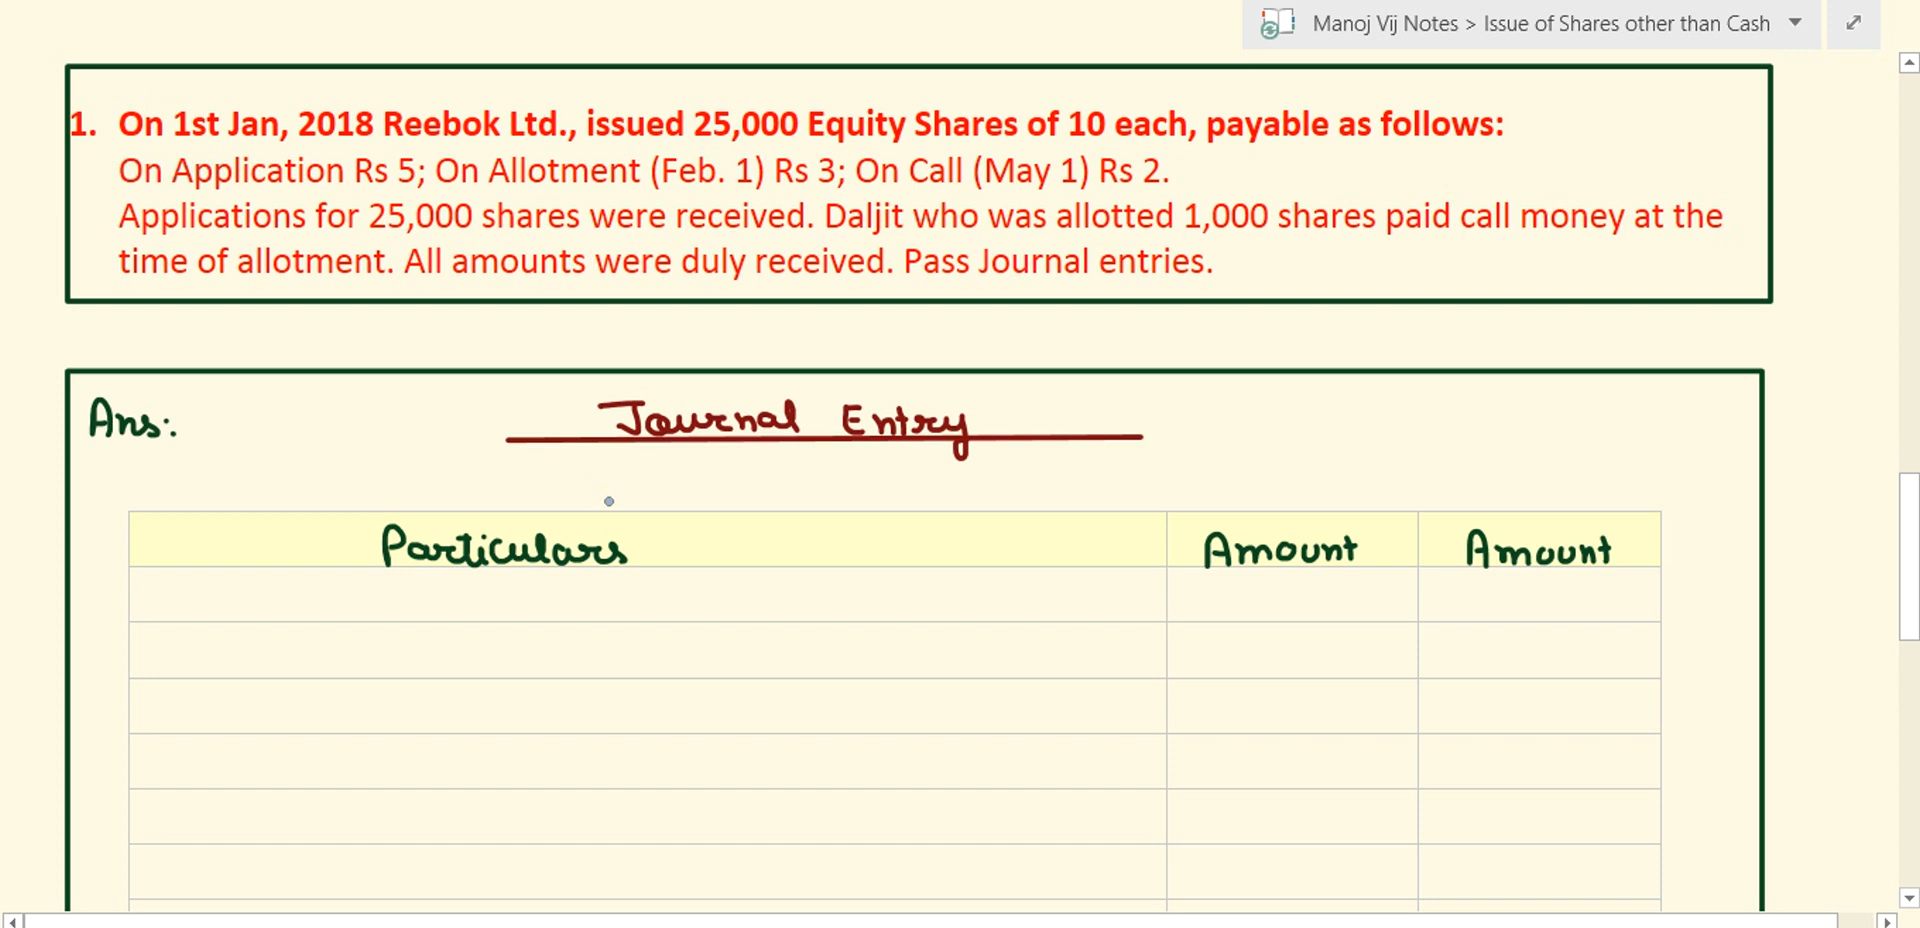 Manoj Vij Notes > Issue of Shares other than Cash
1. On 1st Jan, 2018 Reebok Ltd., issued 25,000 Equity Shares of 10 each, payable as follows:
On Application Rs 5; On Allotment (Feb. 1) Rs 3; On Call (May 1) Rs 2.
Applications for 25,000 shares were received. Daljit who was allotted 1,000 shares paid call money at the
time of allotment. All amounts were duly received. Pass Journal entries.
Ans:. Journal Entry
Particulars Amount Amount